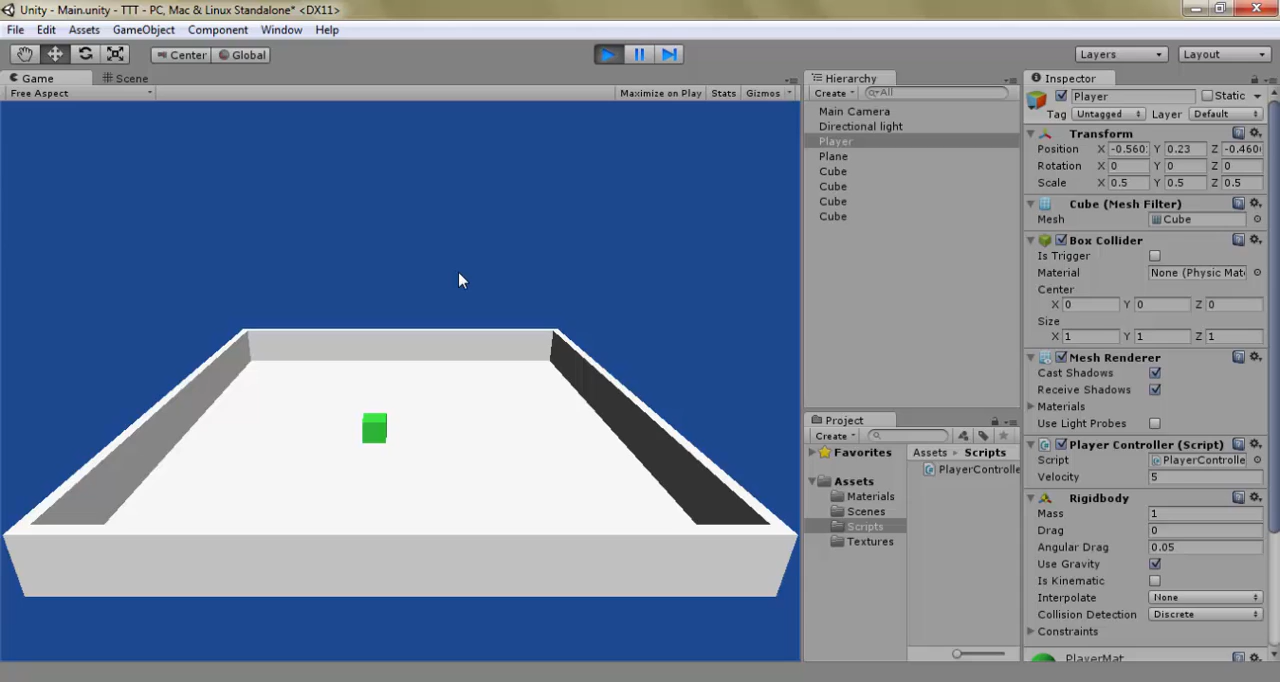 Unity - Main.unity - TTT - PC, Mac & Linux Standalone* <DX11>
File Edit Assets GameObject Component Window Help
Center Global Layers Layout
Game Scene
Free Aspect Maximize on Play Stats Gizmos
Hierarchy
Create All
Main Camera
Directional light
Player
Plane
Cube
Cube
Cube
Cube
Project
Create
Favorites
Assets
Materials
Scenes
Scripts
Textures
Assets Scripts
PlayerControlle
Inspector
Player Static
Tag Untagged Layer Default
Transform
Position X -0.560 Y 0.23 Z -0.460
Rotation X 0 Y 0 Z 0
Scale X 0.5 Y 0.5 Z 0.5
Cube (Mesh Filter)
Mesh Cube
Box Collider
Is Trigger
Material None (Physic Mat
Center
X 0 Y 0 Z 0
Size
X 1 Y 1 Z 1
Mesh Renderer
Cast Shadows
Receive Shadows
Materials
Use Light Probes
Player Controller (Script)
Script PlayerControlle
Velocity 5
Rigidbody
Mass 1
Drag 0
Angular Drag 0.05
Use Gravity
Is Kinematic
Interpolate None
Collision Detection Discrete
Constraints
PlayerMat